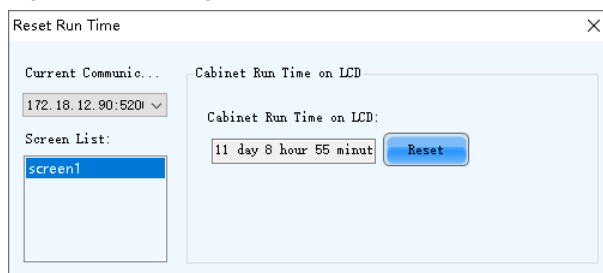 Reset Run Time
Current Communic...
172.18.12.90:520
Screen List:
screen1
Cabinet Run Time on LCD
Cabinet Run Time on LCD:
11 day 8 hour 55 minut
Reset